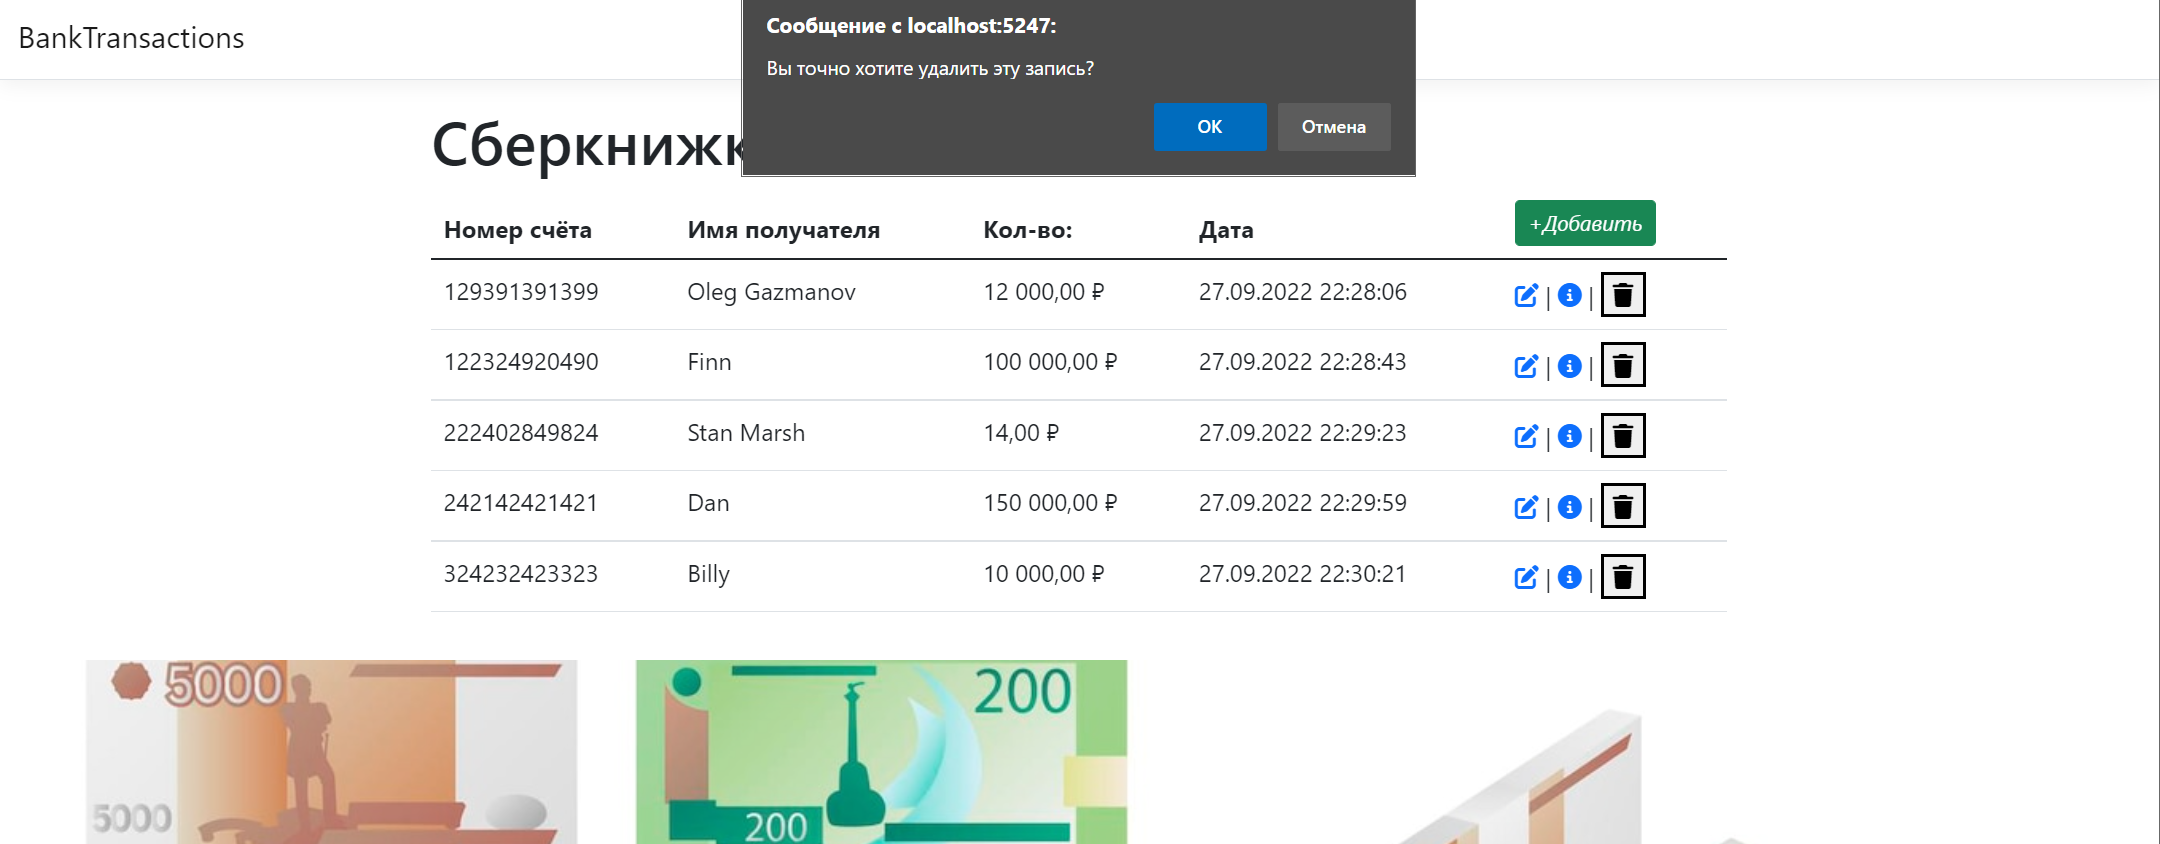 BankTransactions
Сообщение с localhost:5247:
Вы точно хотите удалить эту запись?
ОК Отмена
+Добавить
Номер счёта Имя получателя Кол-во: Дата
129391391399 Oleg Gazmanov 12 000,00 ₽ 27.09.2022 22:28:06 | |
122324920490 Finn 100 000,00 ₽ 27.09.2022 22:28:43 | |
222402849824 Stan Marsh 14,00 ₽ 27.09.2022 22:29:23 | |
242142421421 Dan 150 000,00 ₽ 27.09.2022 22:29:59 | |
324232423323 Billy 10 000,00 ₽ 27.09.2022 22:30:21 | |
5000 200
5000 200